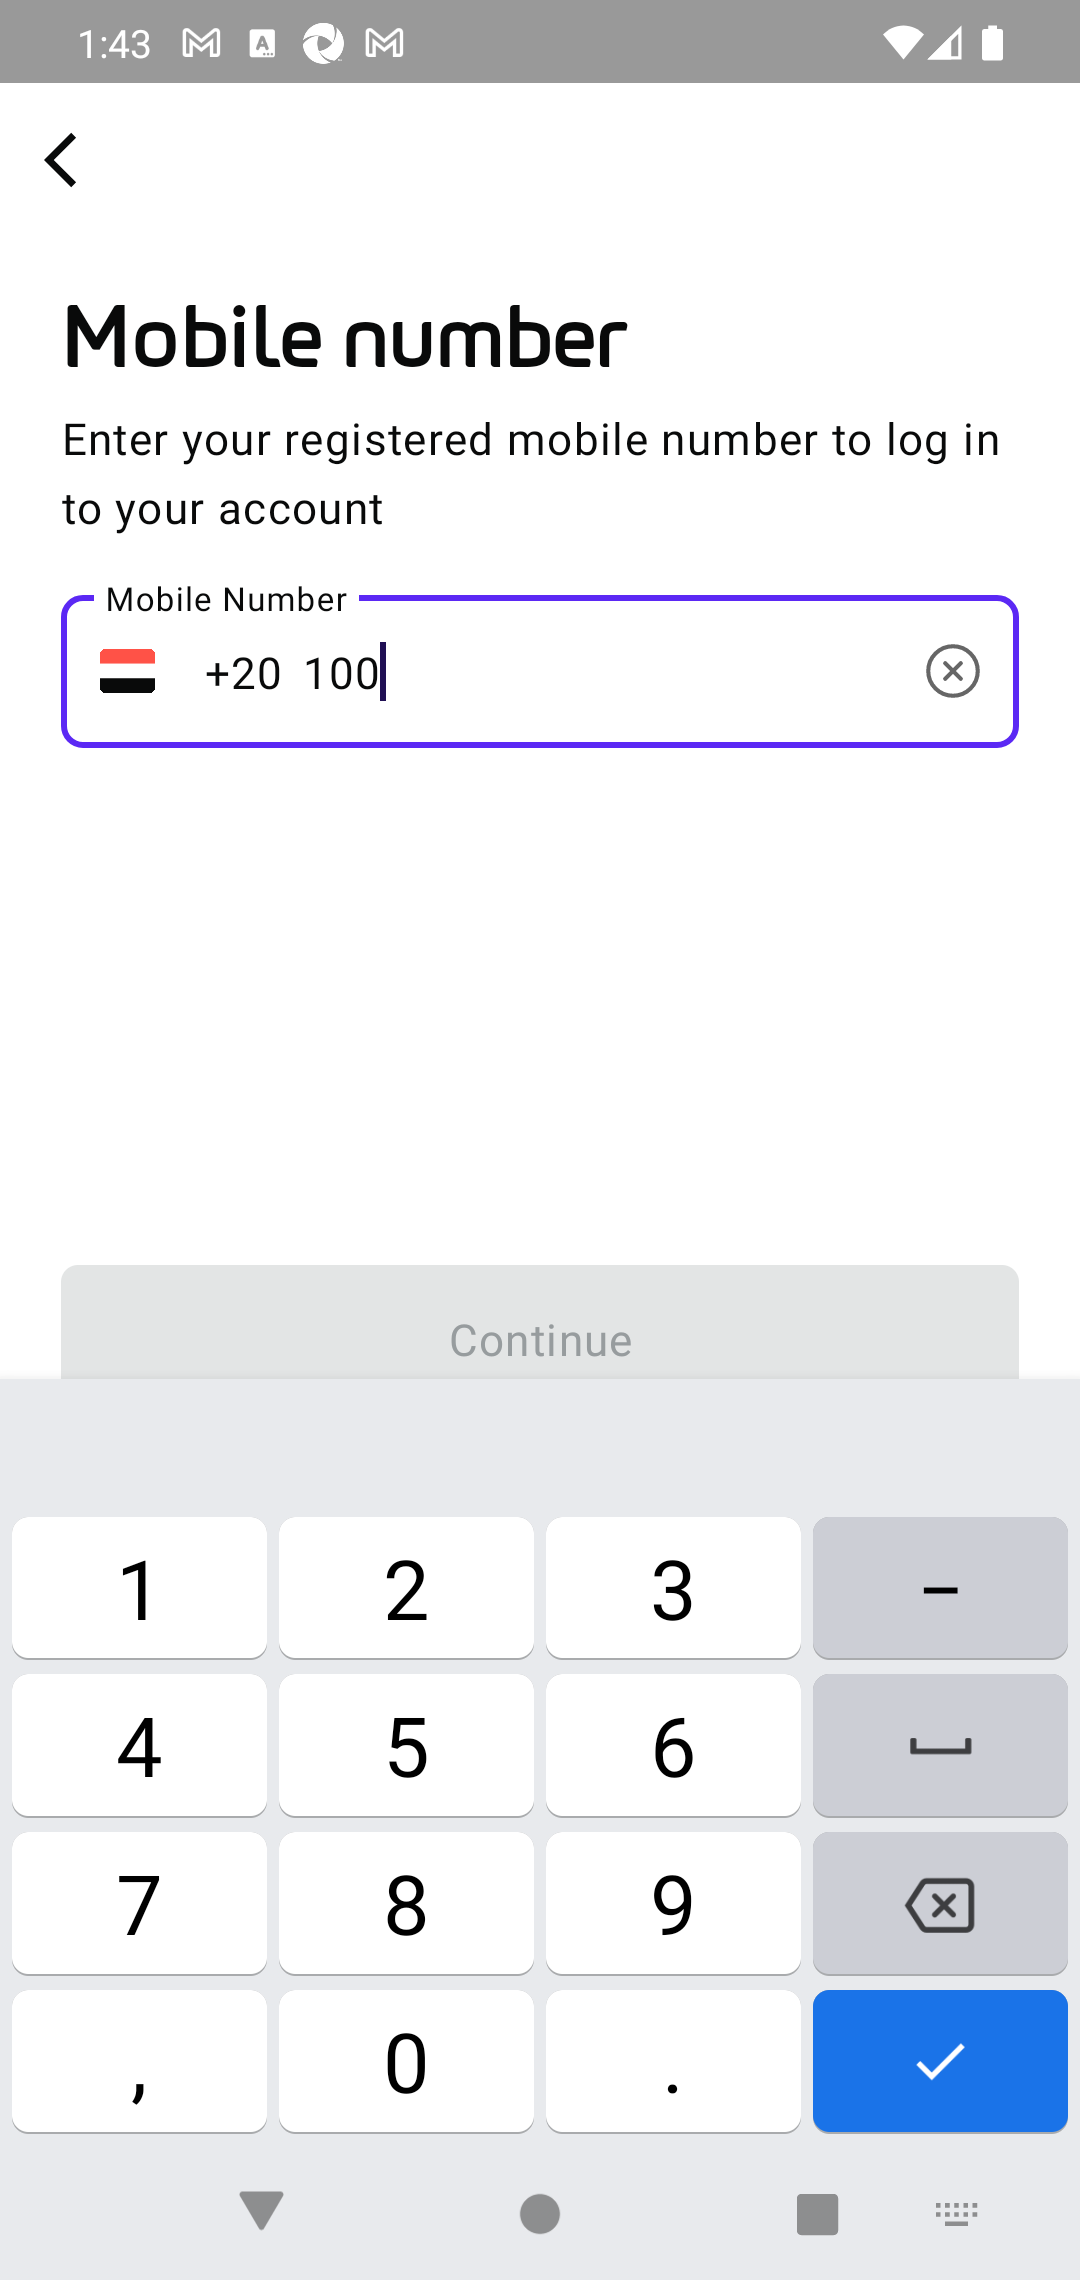 1:43
Mobile number
Enter your registered mobile number to log in
to your account
Mobile Number
+20 100
Continue
1 2 3 –
4 5 6
7 8 9
, 0 .